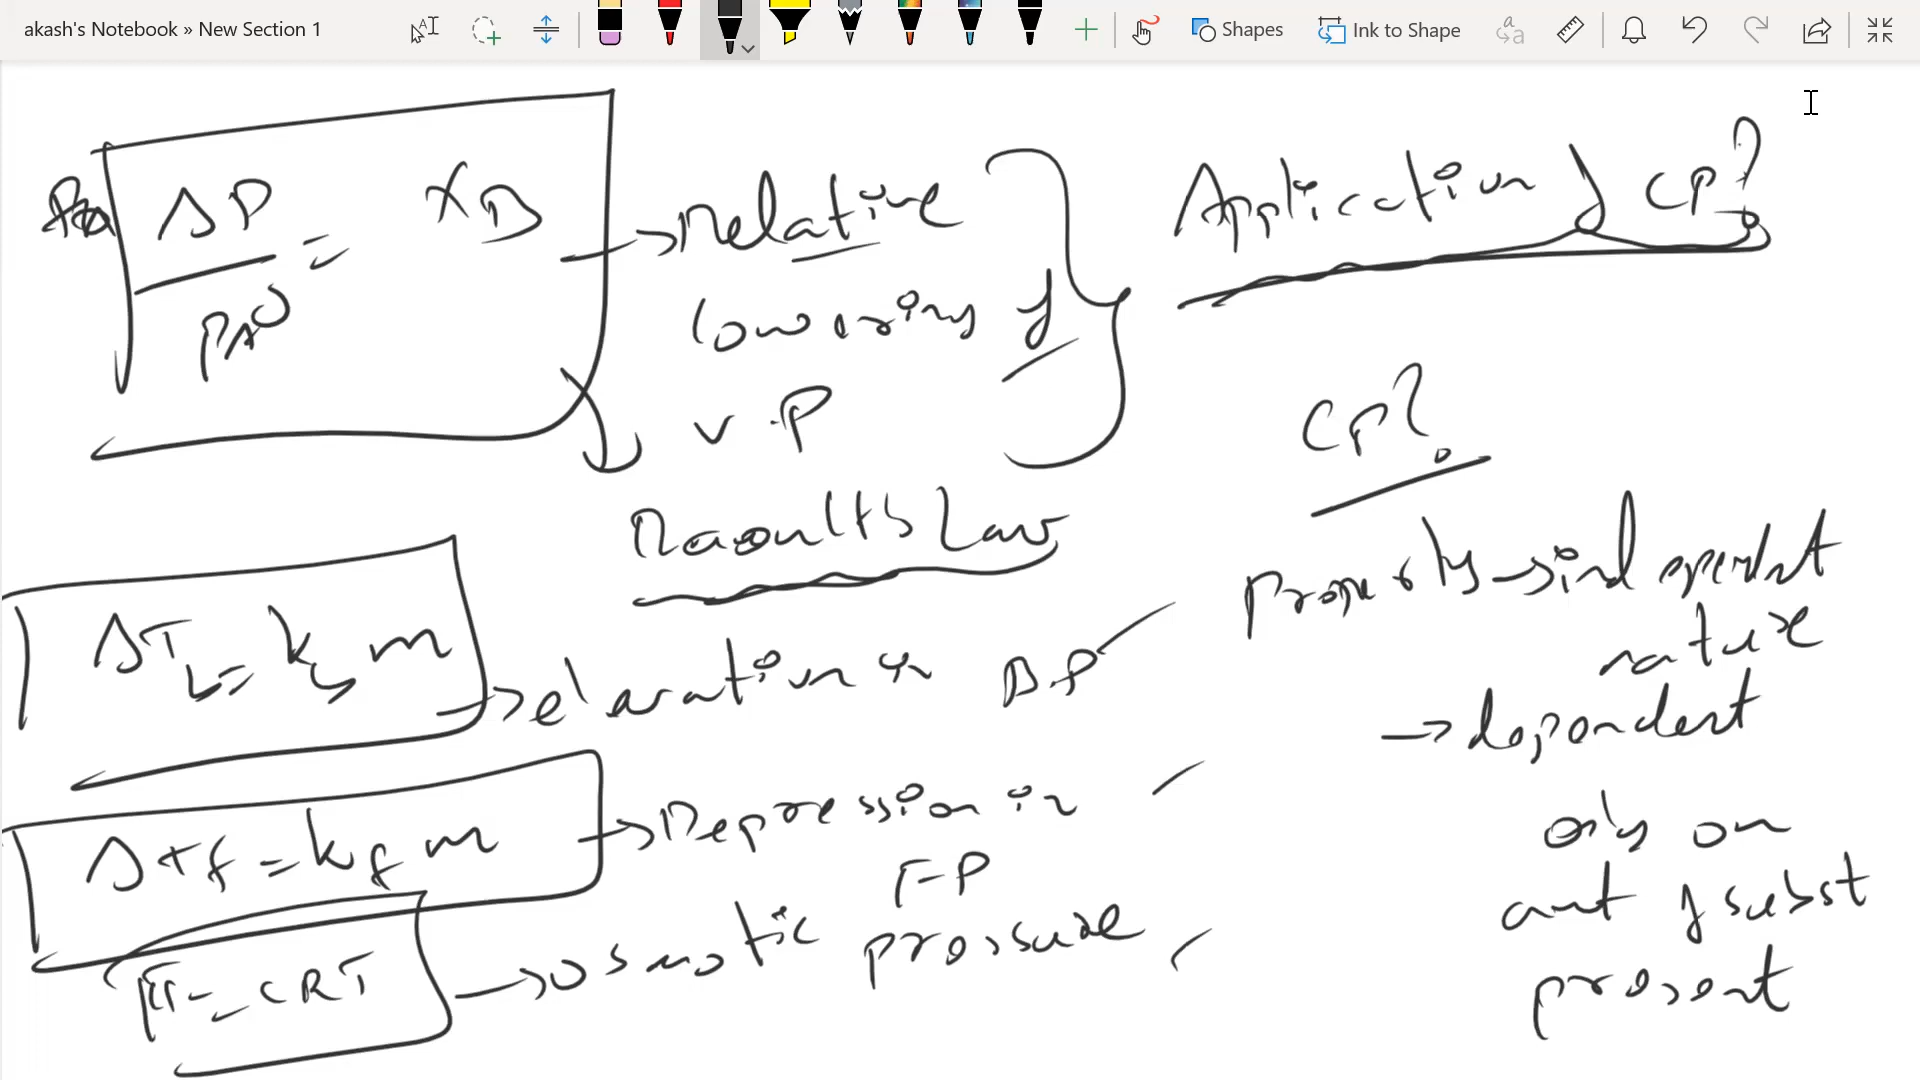 akash's Notebook » New Section 1
Shapes
Ink to Shape
ΔP
/ PA⁰ = XB
→ Relative
lowering of
V.P
Raoult's Law
ΔTb = kb m
→ elavation in B.P
ΔTf = kf m
→ Depression in
F-P
π = CRT
→ osmotic pressure
Application of CP?
CP?
Property → independent
nature
→ dependent
only on
amt of subst
present